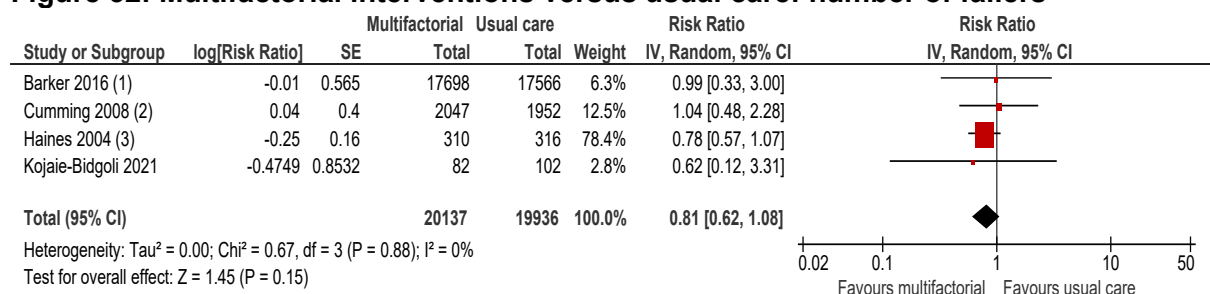 Figure 32: Multifactorial interventions versus usual care: number of fallers
Multifactorial Usual care Risk Ratio Risk Ratio
Study or Subgroup log[Risk Ratio] SE Total Total Weight IV, Random, 95% CI IV, Random, 95% CI
Barker 2016 (1) -0.01 0.565 17698 17566 6.3% 0.99 [0.33, 3.00]
Cumming 2008 (2) 0.04 0.4 2047 1952 12.5% 1.04 [0.48, 2.28]
Haines 2004 (3) -0.25 0.16 310 316 78.4% 0.78 [0.57, 1.07]
Kojaie-Bidgoli 2021 -0.4749 0.8532 82 102 2.8% 0.62 [0.12, 3.31]
Total (95% CI) 20137 19936 100.0% 0.81 [0.62, 1.08]
Heterogeneity: Tau² = 0.00; Chi² = 0.67, df = 3 (P = 0.88); I² = 0%
Test for overall effect: Z = 1.45 (P = 0.15)
0.02 0.1 1 10 50
Favours multifactorial Favours usual care